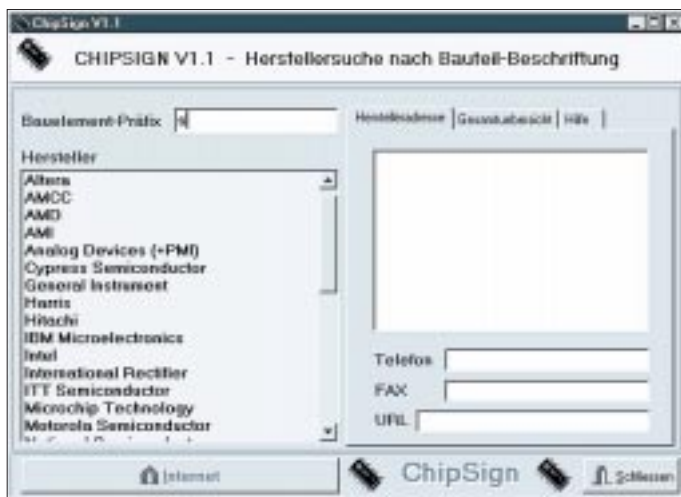 ChipSign V1.1
CHIPSIGN V1.1 - Herstellersuche nach Bauteil-Beschriftung
Bauelement-Präfix
Herstelleradresse Gesamtuebersicht Hilfe
Hersteller
Altera
AMCC
AMD
AMI
Analog Devices (+PMI)
Cypress Semiconductor
General Instrument
Harris
Hitachi
IBM Microelectronics
Intel
International Rectifier
ITT Semiconductor
Microchip Technology
Motorola Semiconductor
Telefon
FAX
URL
Internet
ChipSign
Schliessen